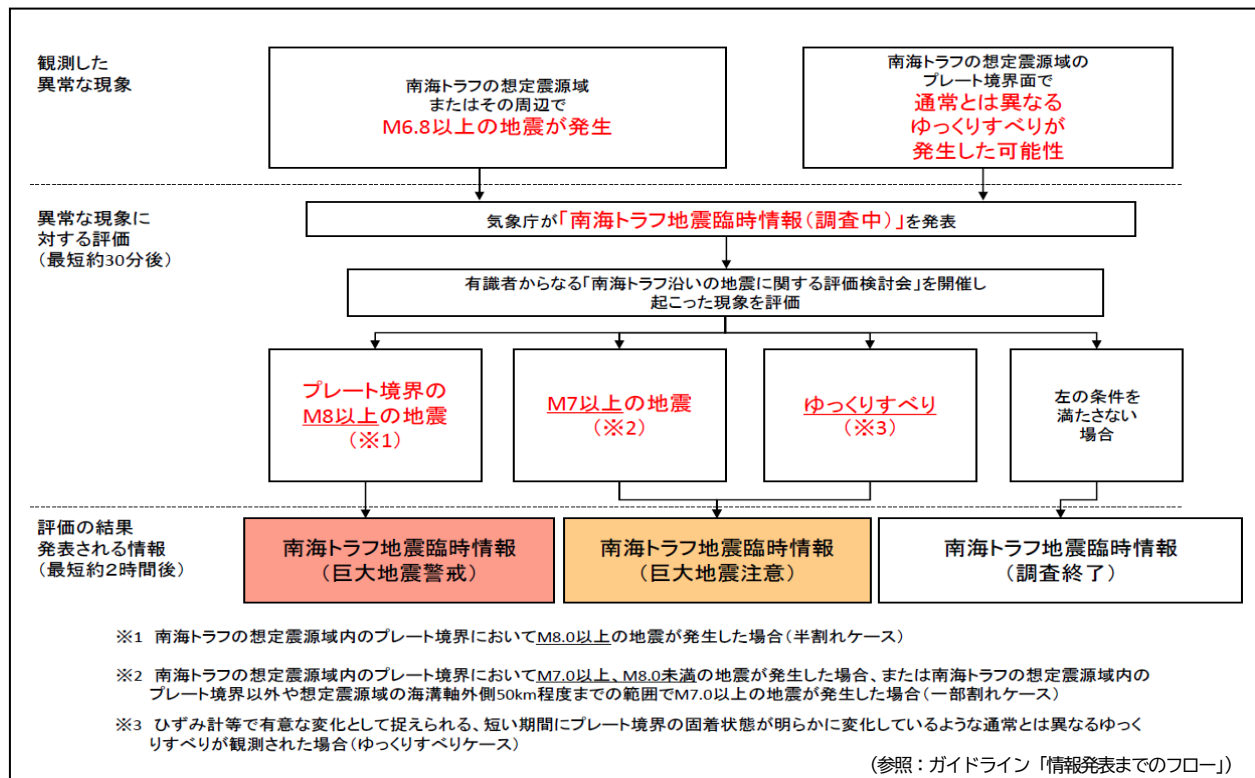 観測した
異常な現象
南海トラフの想定震源域
またはその周辺で
M6.8以上の地震が発生
南海トラフの想定震源域の
プレート境界面で
通常とは異なる
ゆっくりすべりが
発生した可能性
異常な現象に
対する評価
(最短約30分後)
気象庁が「南海トラフ地震臨時情報(調査中)」を発表
有識者からなる「南海トラフ沿いの地震に関する評価検討会」を開催し
起こった現象を評価
プレート境界の
M8以上の地震
(※1)
M7以上の地震
(※2)
ゆっくりすべり
(※3)
左の条件を
満たさない
場合
評価の結果
発表される情報
(最短約2時間後)
南海トラフ地震臨時情報
(巨大地震警戒)
南海トラフ地震臨時情報
(巨大地震注意)
南海トラフ地震臨時情報
(調査終了)
※1 南海トラフの想定震源域内のプレート境界においてM8.0以上の地震が発生した場合(半割れケース)
※2 南海トラフの想定震源域内のプレート境界においてM7.0以上、M8.0未満の地震が発生した場合、または南海トラフの想定震源域内の
プレート境界以外や想定震源域の海溝軸外側50km程度までの範囲でM7.0以上の地震が発生した場合(一部割れケース)
※3 ひずみ計等で有意な変化として捉えられる、短い期間にプレート境界の固着状態が明らかに変化しているような通常とは異なるゆっく
りすべりが観測された場合(ゆっくりすべりケース)
(参照:ガイドライン「情報発表までのフロー」)